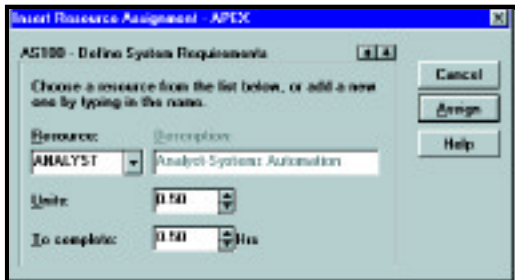 Insert Resource Assignment - APEX
AS100 - Define System Requirements
Choose a resource from the list below, or add a new
one by typing in the name.
Resource: Description:
ANALYST Analyst-Systems Automation
Units: 0.50
To complete: 0.50 Hrs
Cancel
Assign
Help